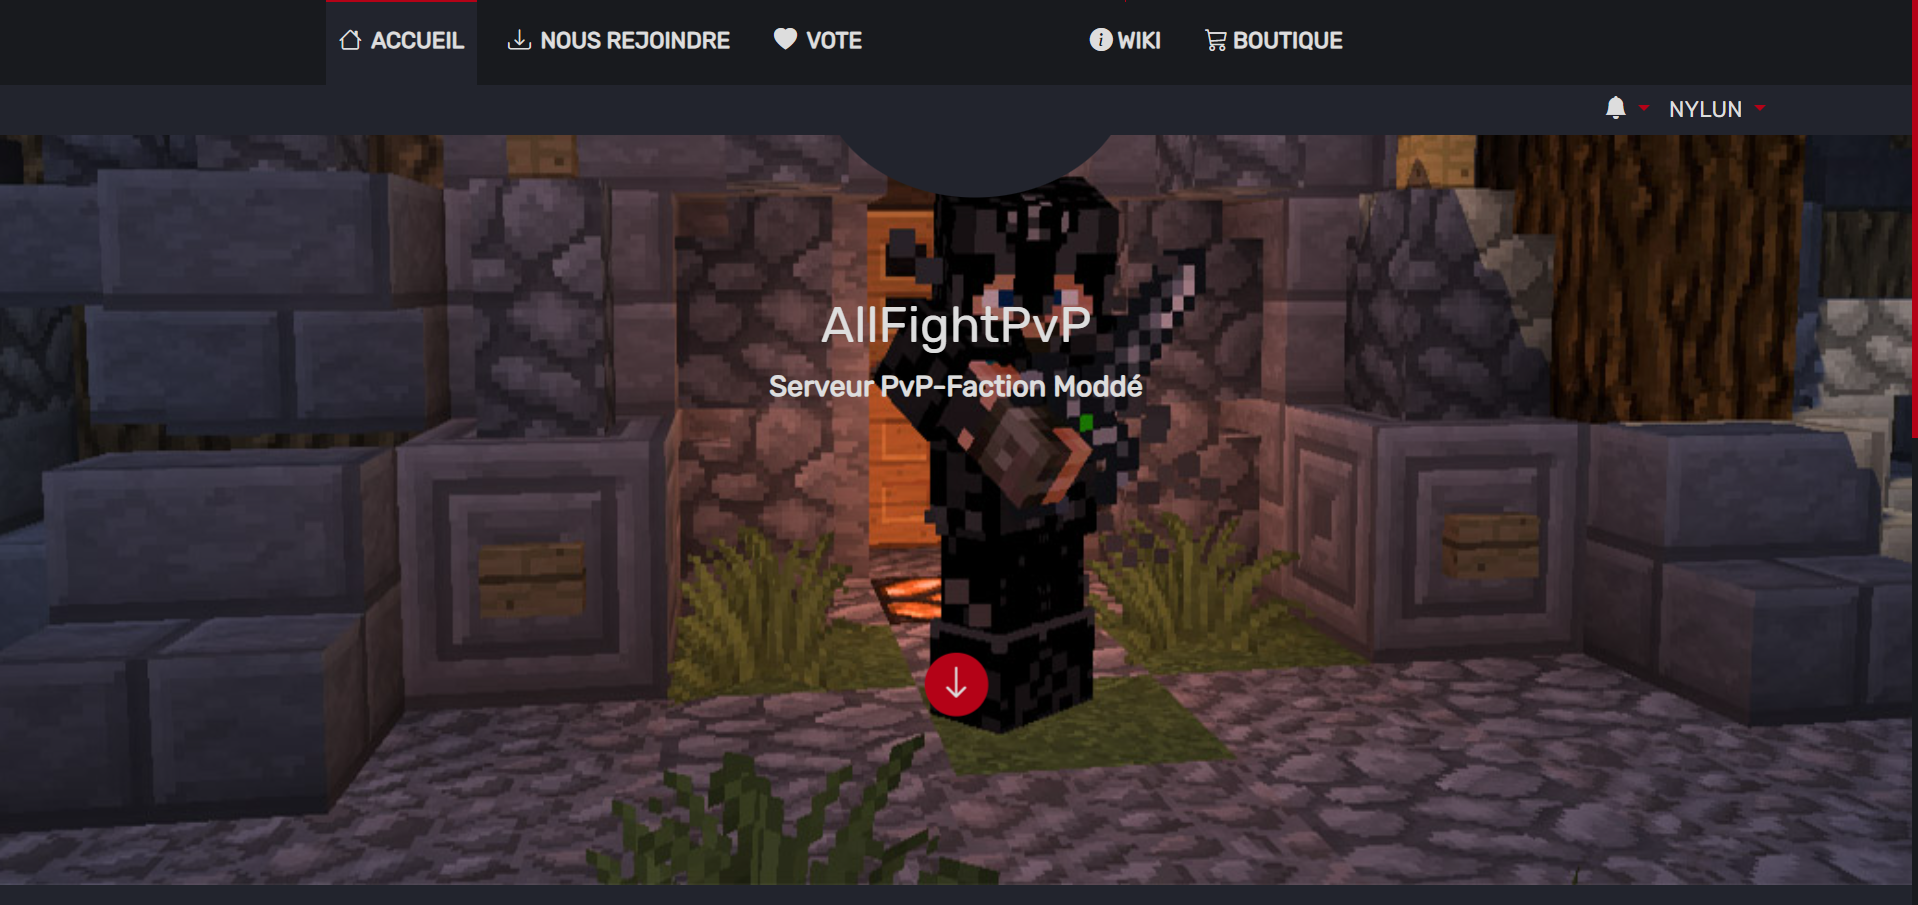 ACCUEIL
NOUS REJOINDRE
VOTE
WIKI
BOUTIQUE
NYLUN
AllFightPvP
Serveur PvP-Faction Moddé